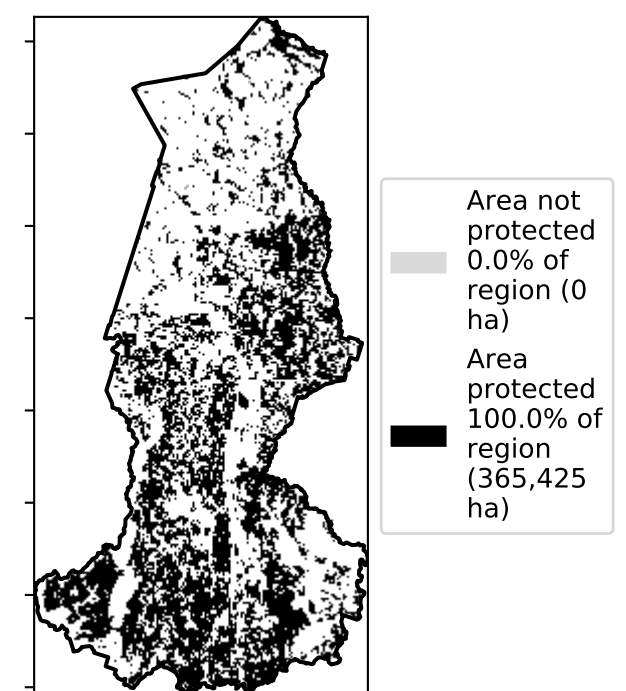 Area not
protected
0.0% of
region (0
ha)
Area
protected
100.0% of
region
(365,425
ha)